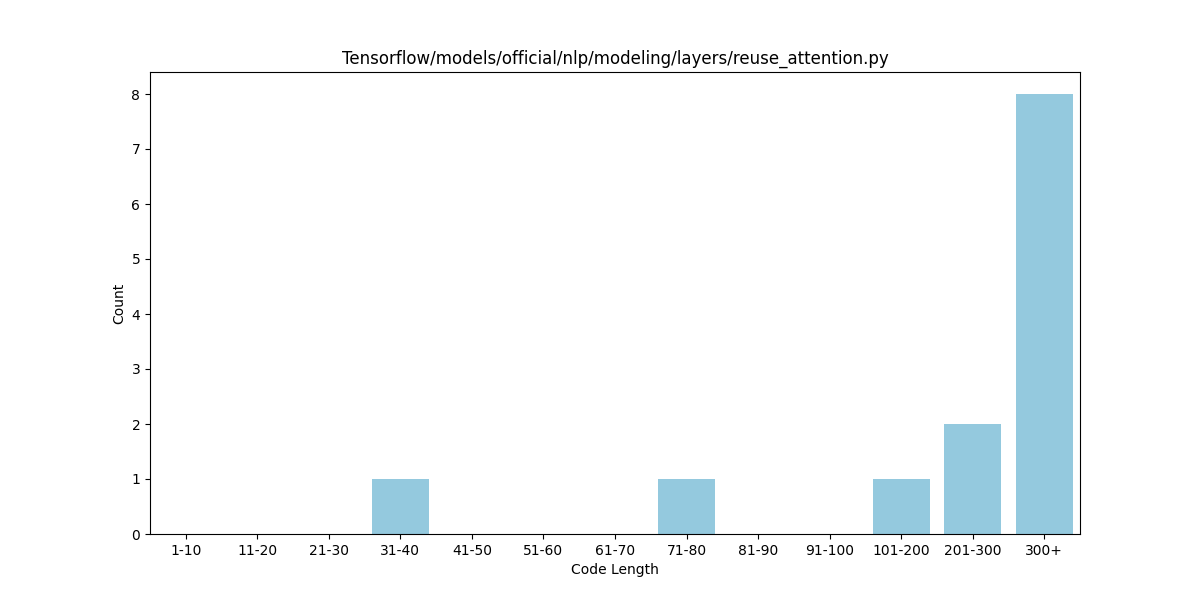 Tensorflow/models/official/nlp/modeling/layers/reuse_attention.py
8
7
6
5
4
3
2
1
0
Count
1-10 11-20 21-30 31-40 41-50 51-60 61-70 71-80 81-90 91-100 101-200 201-300 300+
Code Length